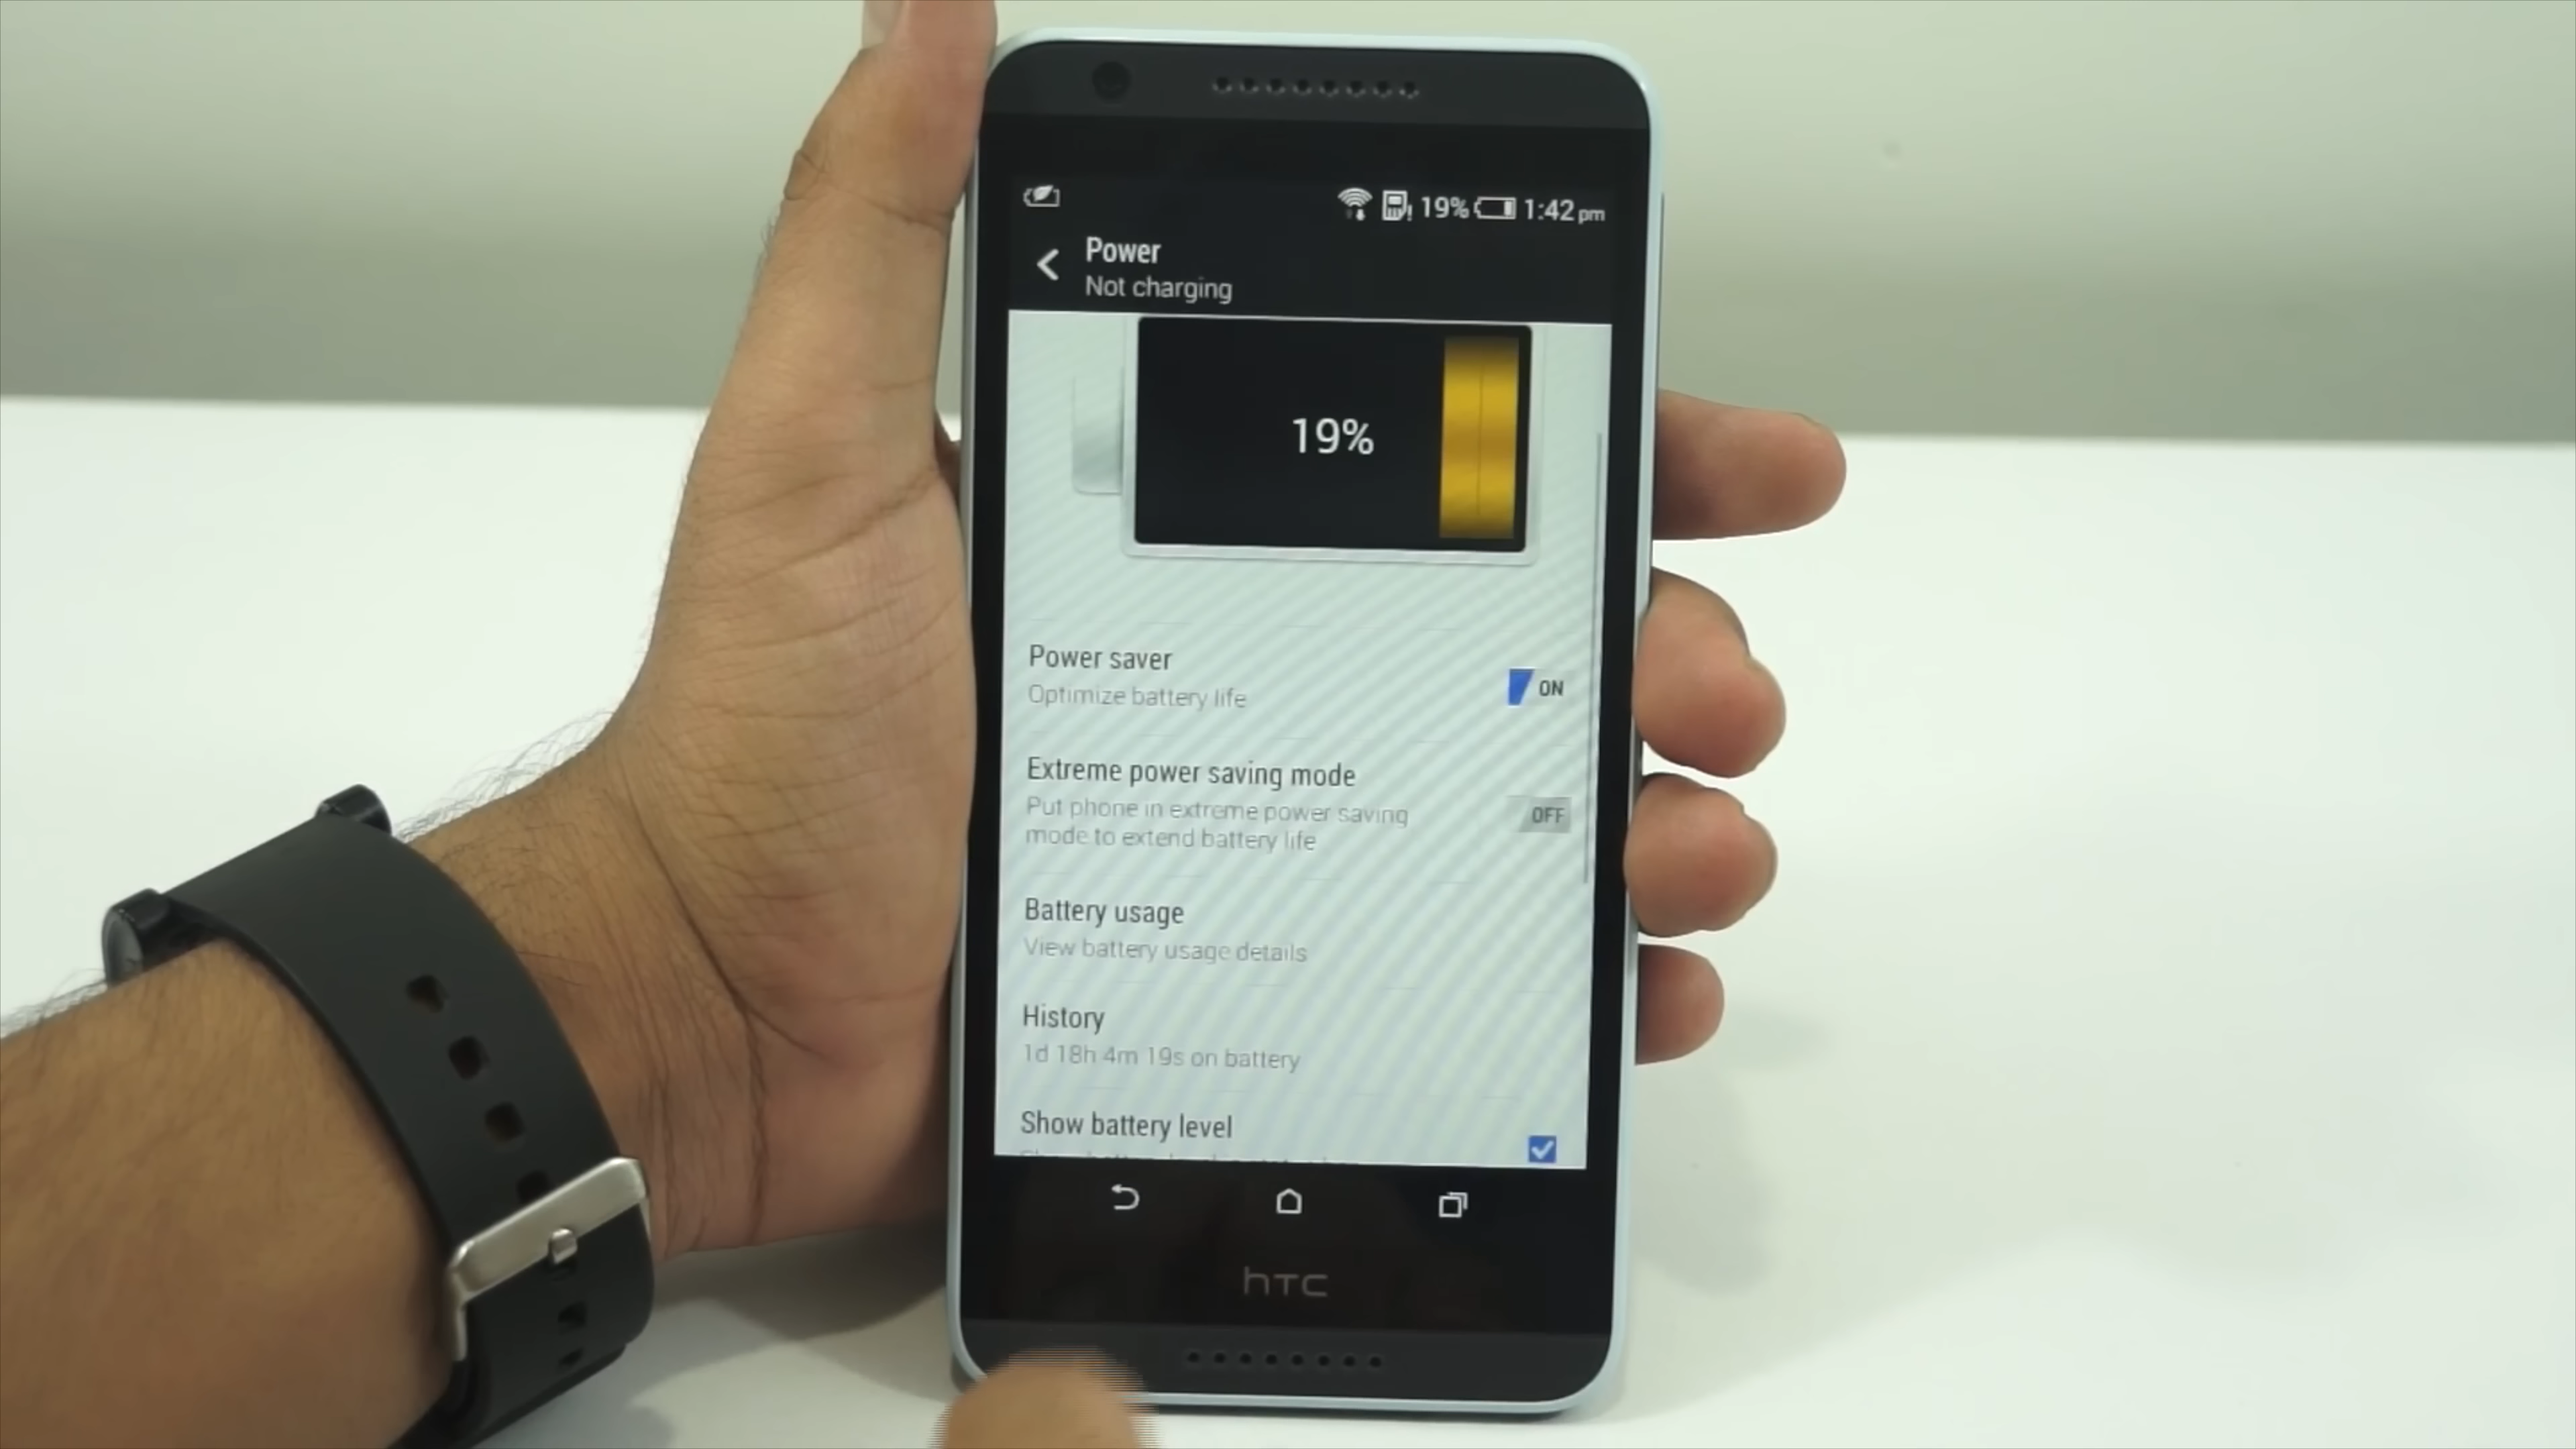 19% 1:42 pm
Power
Not charging
19%
Power saver
Optimize battery life
ON
Extreme power saving mode
Put phone in extreme power saving
mode to extend battery life
OFF
Battery usage
View battery usage details
History
1d 18h 4m 19s on battery
Show battery level
hTC